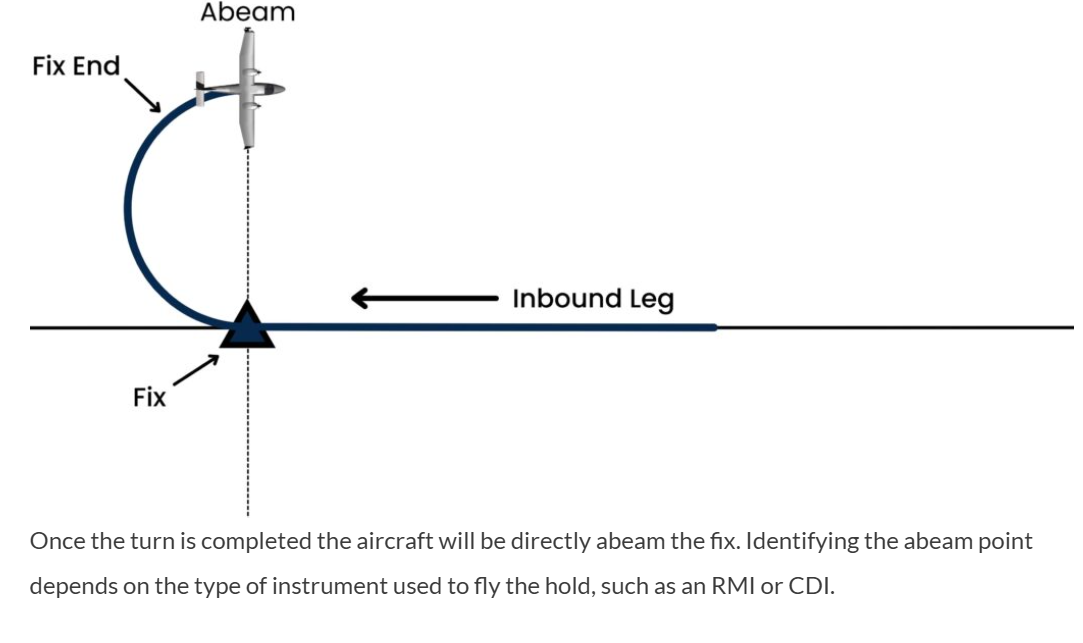 Abeam
Fix End
Inbound Leg
Fix
Once the turn is completed the aircraft will be directly abeam the fix. Identifying the abeam point
depends on the type of instrument used to fly the hold, such as an RMI or CDI.